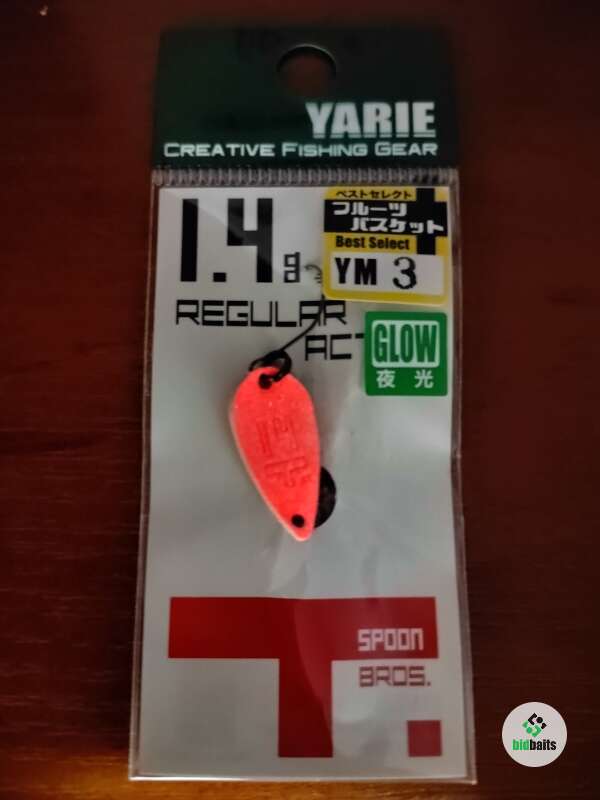 YARIE
CREATIVE FISHING GEAR
1.4g
ベストセレクト
フルーツ
バスケット
Best Select
YM 3
REGULAR
GLOW
夜光
SPOON
BROS.
T.
bidbaits